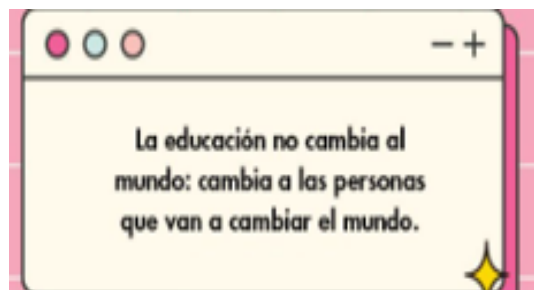 La educación no cambia al
mundo: cambia a las personas
que van a cambiar el mundo.